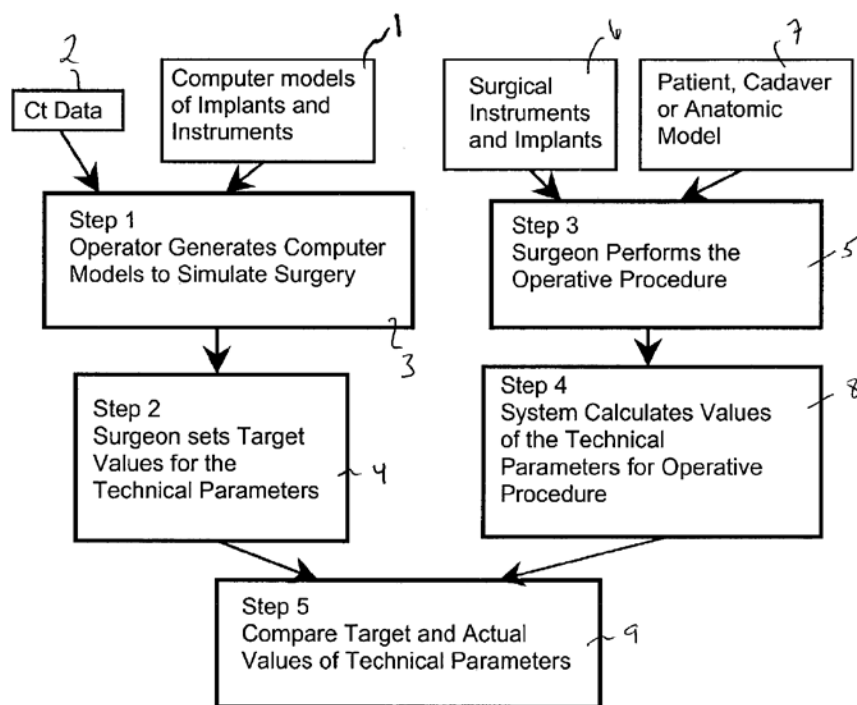 2
1
Ct Data
Computer models
of Implants and
Instruments
6
7
Surgical
Instruments
and Implants
Patient, Cadaver
or Anatomic
Model
Step 1
Operator Generates Computer
Models to Simulate Surgery
3
Step 3
Surgeon Performs the
Operative Procedure
5
Step 2
Surgeon sets Target
Values for the
Technical Parameters
4
Step 4
System Calculates Values
of the Technical
Parameters for Operative
Procedure
8
Step 5
Compare Target and Actual
Values of Technical Parameters
9